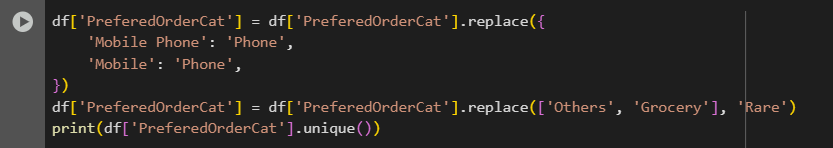 df['PreferedOrderCat'] = df['PreferedOrderCat'].replace({
    'Mobile Phone': 'Phone',
    'Mobile': 'Phone',
})
df['PreferedOrderCat'] = df['PreferedOrderCat'].replace(['Others', 'Grocery'], 'Rare')
print(df['PreferedOrderCat'].unique())